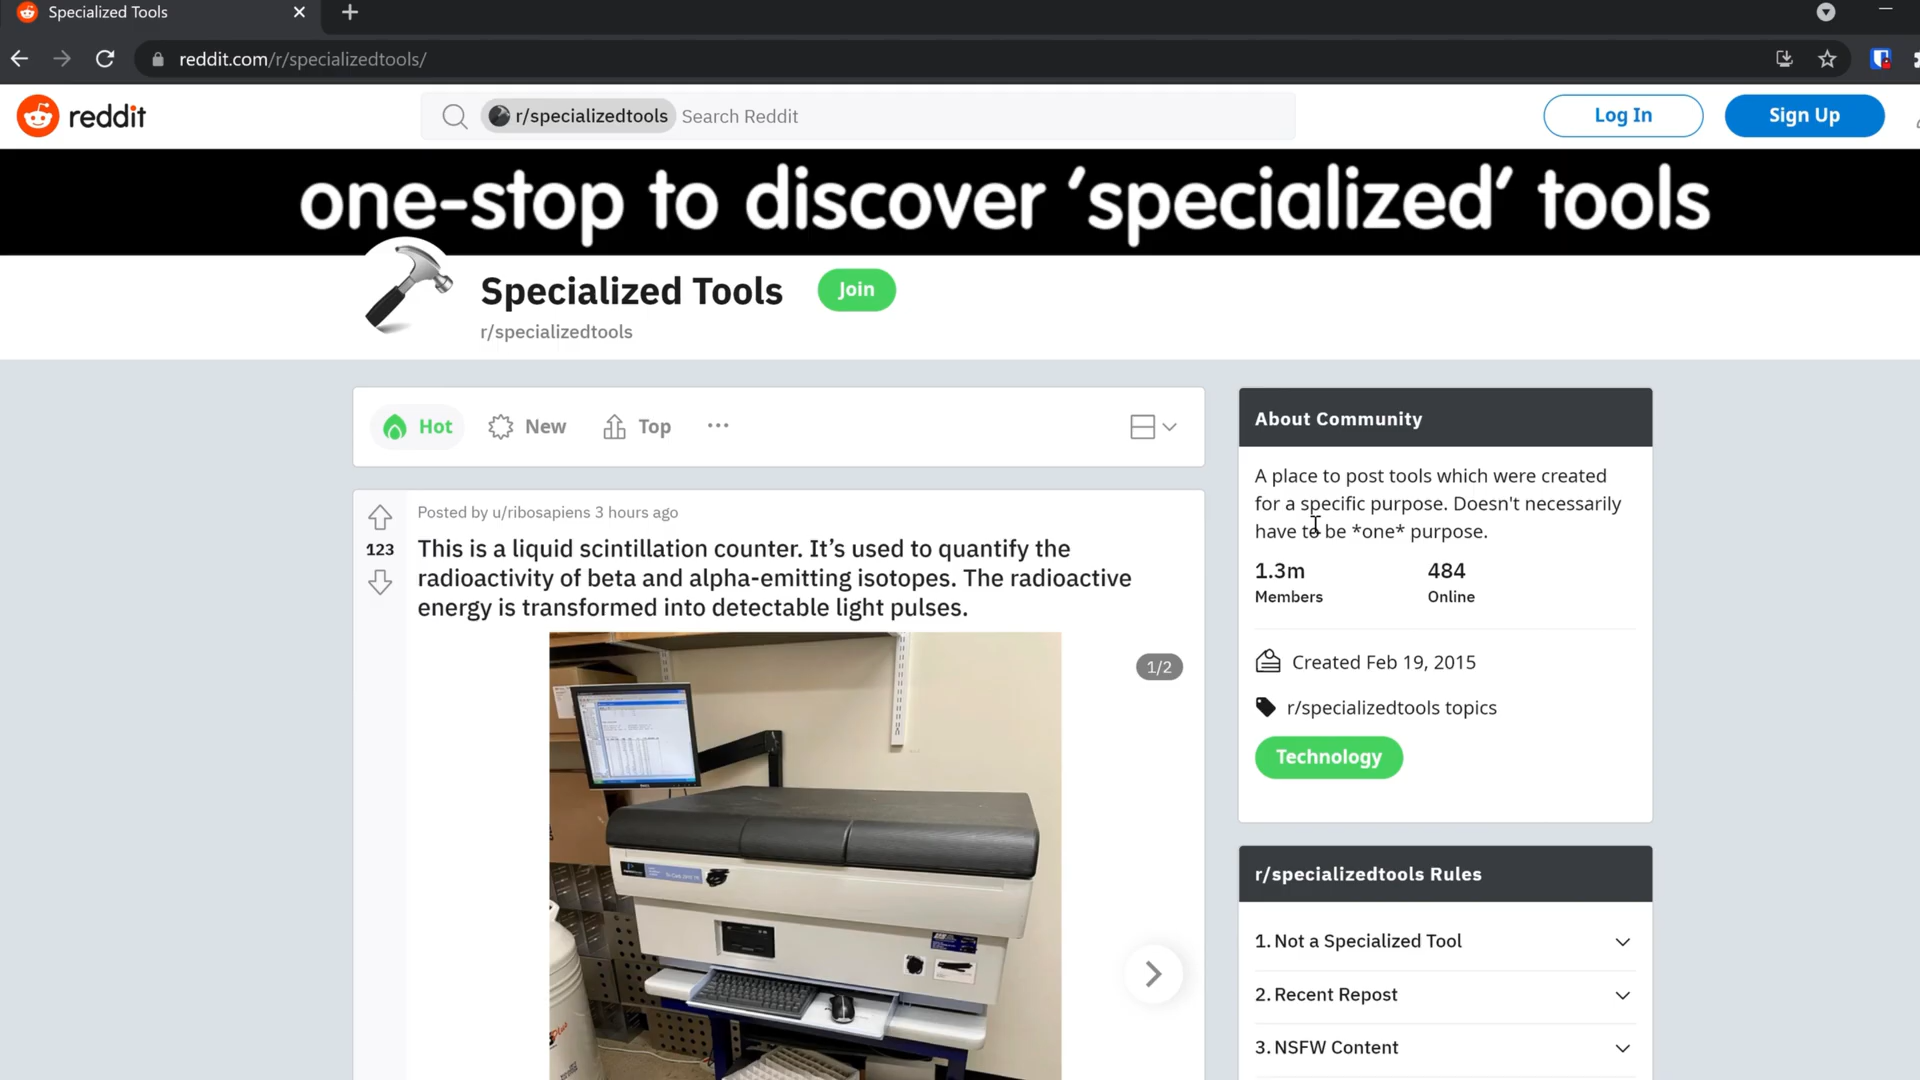 Specialized Tools
reddit.com/r/specializedtools/
reddit
r/specializedtools Search Reddit
Log In
Sign Up
one-stop to discover ‘specialized’ tools
Specialized Tools
Join
r/specializedtools
Hot
New
Top
About Community
A place to post tools which were created
for a specific purpose. Doesn't necessarily
have to be *one* purpose.
1.3m
484
Members
Online
Created Feb 19, 2015
r/specializedtools topics
Technology
Posted by u/ribosapiens 3 hours ago
123
This is a liquid scintillation counter. It’s used to quantify the
radioactivity of beta and alpha-emitting isotopes. The radioactive
energy is transformed into detectable light pulses.
1/2
r/specializedtools Rules
1. Not a Specialized Tool
2. Recent Repost
3. NSFW Content